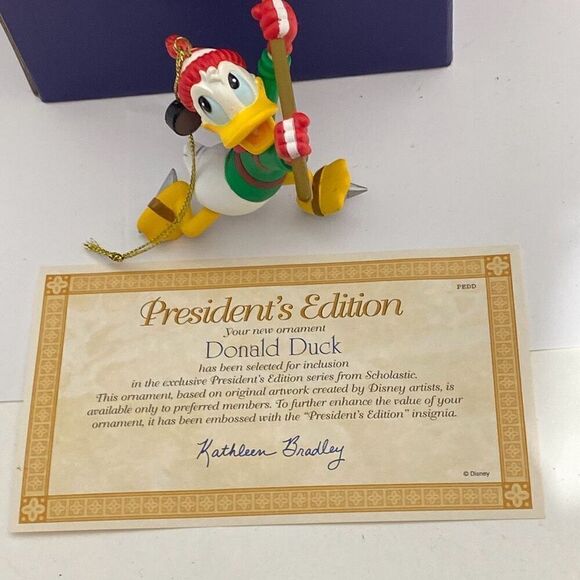 PEDD
President's Edition
Your new ornament
Donald Duck
has been selected for inclusion
in the exclusive President's Edition series from Scholastic.
This ornament, based on original artwork created by Disney artists, is
available only to preferred members. To further enhance the value of your
ornament, it has been embossed with the "President's Edition" insignia.
Kathleen Bradley
© Disney